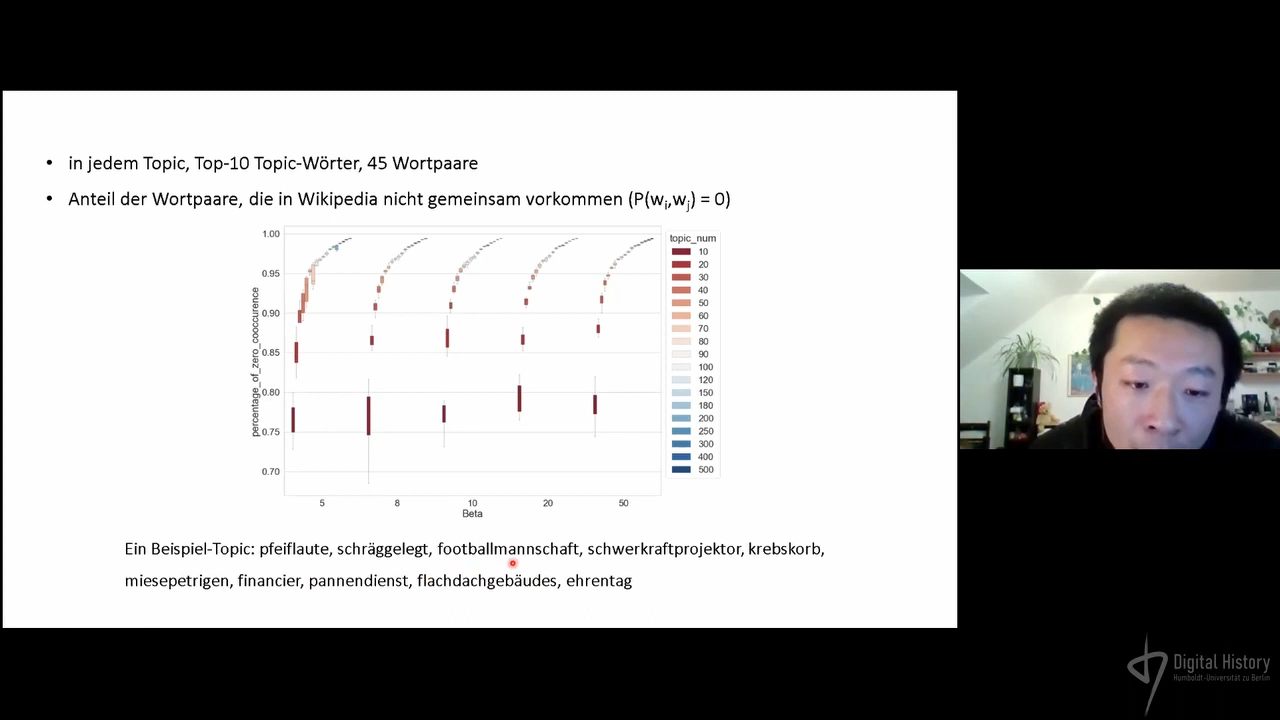 • in jedem Topic, Top-10 Topic-Wörter, 45 Wortpaare
• Anteil der Wortpaare, die in Wikipedia nicht gemeinsam vorkommen (P(wi,wj) = 0)
percentage_of_zero_cooccurence
1.00
0.95
0.90
0.85
0.80
0.75
0.70
5 8 10 20 50
Beta
topic_num
10
20
30
40
50
60
70
80
90
100
120
150
180
200
250
300
400
500
Ein Beispiel-Topic: pfeiflaute, schräggelegt, footballmannschaft, schwerkraftprojektor, krebskorb,
miesepetrigen, financier, pannendienst, flachdachgebäudes, ehrentag
Digital History
Humboldt-Universität zu Berlin